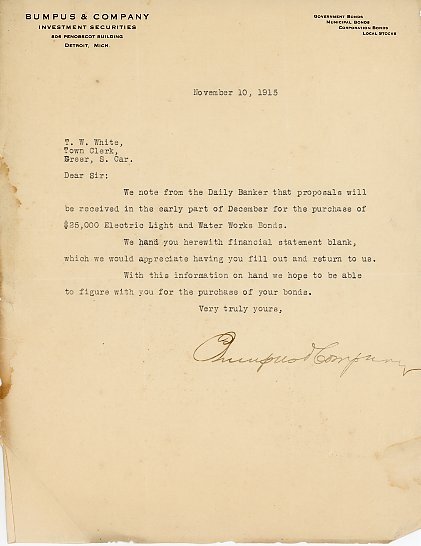 BUMPUS & COMPANY
INVESTMENT SECURITIES
806 PENOBSCOT BUILDING
DETROIT, MICH.
GOVERNMENT BONDS
MUNICIPAL BONDS
CORPORATION BONDS
LOCAL STOCKS
November 10, 1915
T. W. White,
Town Clerk,
Greer, S. Car.
Dear Sir:
We note from the Daily Banker that proposals will
be received in the early part of December for the purchase of
$25,000 Electric Light and Water Works Bonds.
We hand you herewith financial statement blank,
which we would appreciate having you fill out and return to us.
With this information on hand we hope to be able
to figure with you for the purchase of your bonds.
Very truly yours,
Bumpus & Company